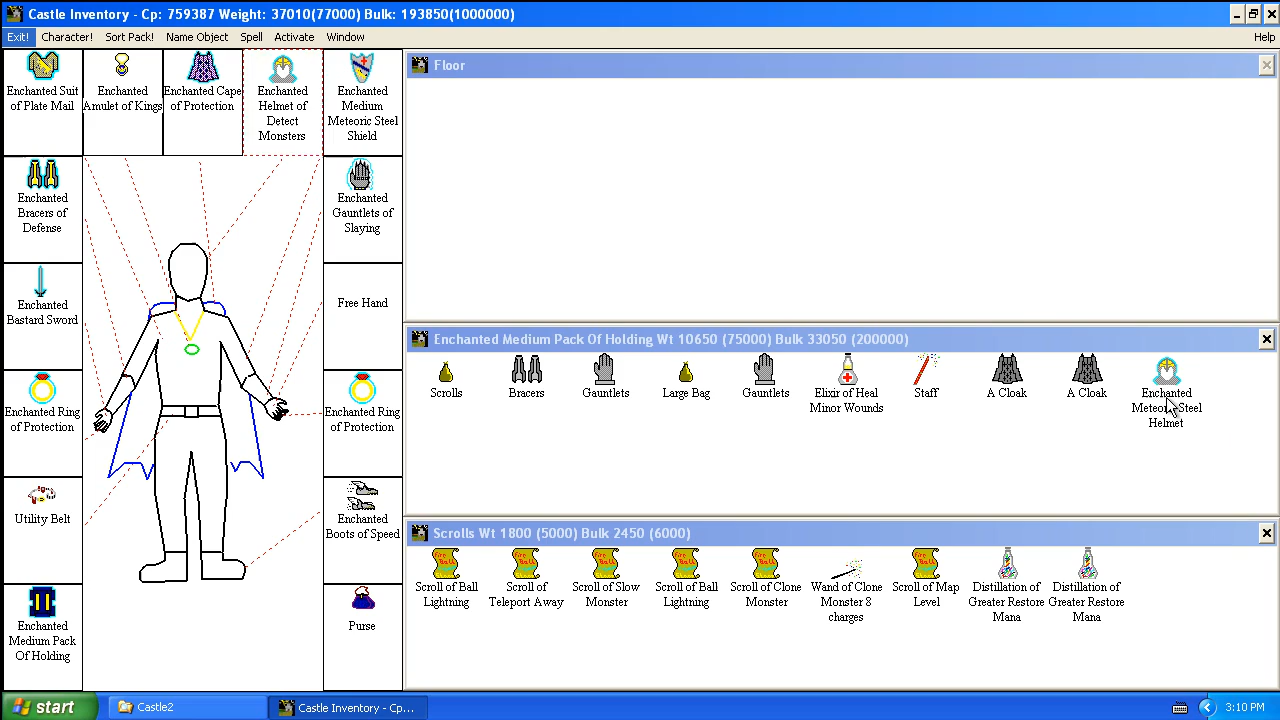 Castle Inventory - Cp: 759387 Weight: 37010(77000) Bulk: 193850(1000000)
Exit! Character! Sort Pack! Name Object Spell Activate Window Help
Enchanted Suit
of Plate Mail
Enchanted
Amulet of Kings
Enchanted Cape
of Protection
Enchanted
Helmet of
Detect
Monsters
Enchanted
Medium
Meteoric Steel
Shield
Enchanted
Bracers of
Defense
Enchanted
Gauntlets of
Slaying
Enchanted
Bastard Sword
Free Hand
Enchanted Ring
of Protection
Enchanted Ring
of Protection
Utility Belt
Enchanted
Boots of Speed
Enchanted
Medium Pack
Of Holding
Purse
Floor
Enchanted Medium Pack Of Holding Wt 10650 (75000) Bulk 33050 (200000)
Scrolls
Bracers
Gauntlets
Large Bag
Gauntlets
Elixir of Heal
Minor Wounds
Staff
A Cloak
A Cloak
Enchanted
Meteoric Steel
Helmet
Scrolls Wt 1800 (5000) Bulk 2450 (6000)
Scroll of Ball
Lightning
Scroll of
Teleport Away
Scroll of Slow
Monster
Scroll of Ball
Lightning
Scroll of Clone
Monster
Wand of Clone
Monster 8
charges
Scroll of Map
Level
Distillation of
Greater Restore
Mana
Distillation of
Greater Restore
Mana
start
Castle2
Castle Inventory - Cp...
3:10 PM